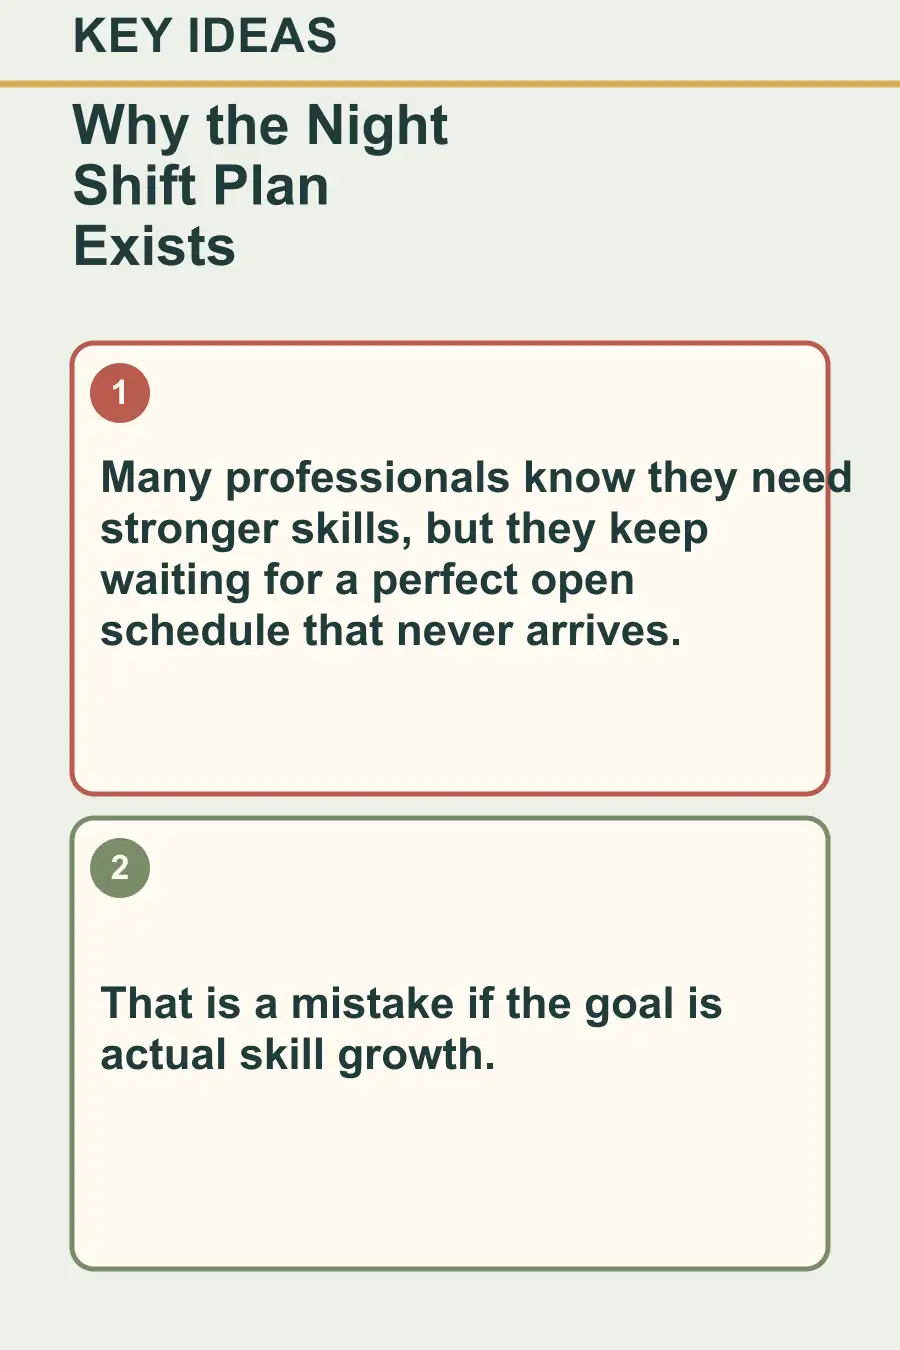 KEY IDEAS
Why the Night
Shift Plan
Exists
1
Many professionals know they need
stronger skills, but they keep
waiting for a perfect open
schedule that never arrives.
2
That is a mistake if the goal is
actual skill growth.